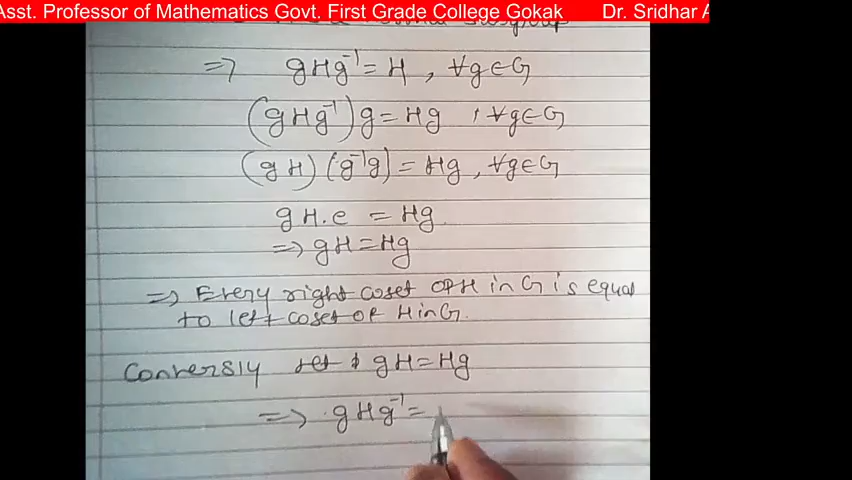 Asst. Professor of Mathematics Govt. First Grade College Gokak Dr. Sridhar A
⇒ gHg⁻¹ = H , ∀g∈G
(gHg⁻¹)g = Hg , ∀g∈G
(gH)(g⁻¹g) = Hg , ∀g∈G
gH.e = Hg
⇒ gH = Hg
⇒ Every right coset of H in G is equal
to left coset of H in G.
Conversly let gH = Hg
⇒ gHg⁻¹ =